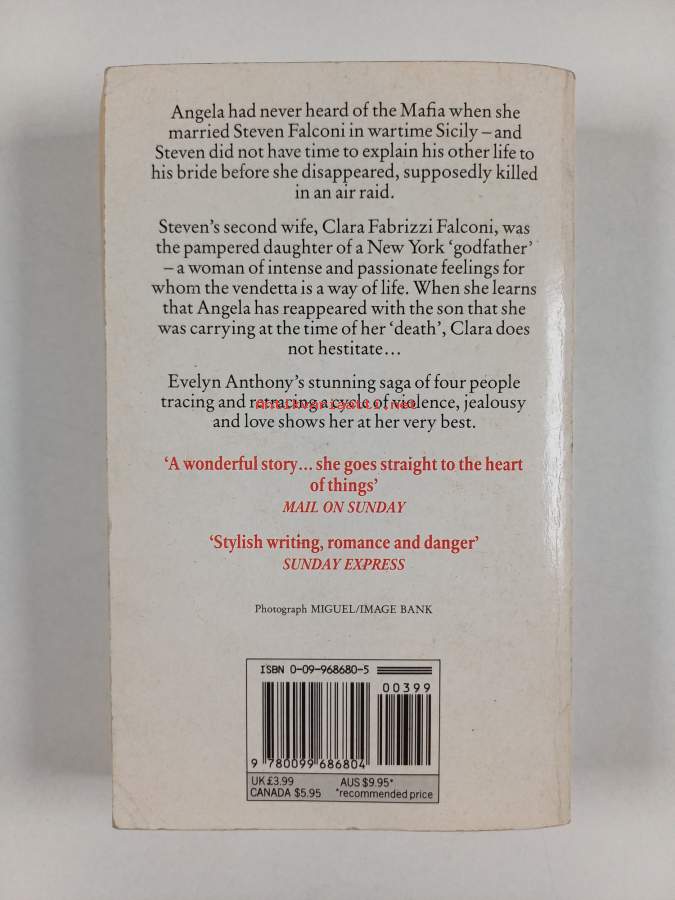 Angela had never heard of the Mafia when she
married Steven Falconi in wartime Sicily – and
Steven did not have time to explain his other life to
his bride before she disappeared, supposedly killed
in an air raid.
Steven's second wife, Clara Fabrizzi Falconi, was
the pampered daughter of a New York 'godfather'
– a woman of intense and passionate feelings for
whom the vendetta is a way of life. When she learns
that Angela has reappeared with the son that she
was carrying at the time of her 'death', Clara does
not hestitate...
Evelyn Anthony's stunning saga of four people
tracing and retracing a cycle of violence, jealousy
and love shows her at her very best.
'A wonderful story... she goes straight to the heart
of things'
MAIL ON SUNDAY
'Stylish writing, romance and danger'
SUNDAY EXPRESS
Photograph MIGUEL/IMAGE BANK
ISBN 0-09-968680-5
00399
9 780099 686804
UK £3.99 AUS $9.95*
CANADA $5.95 *recommended price